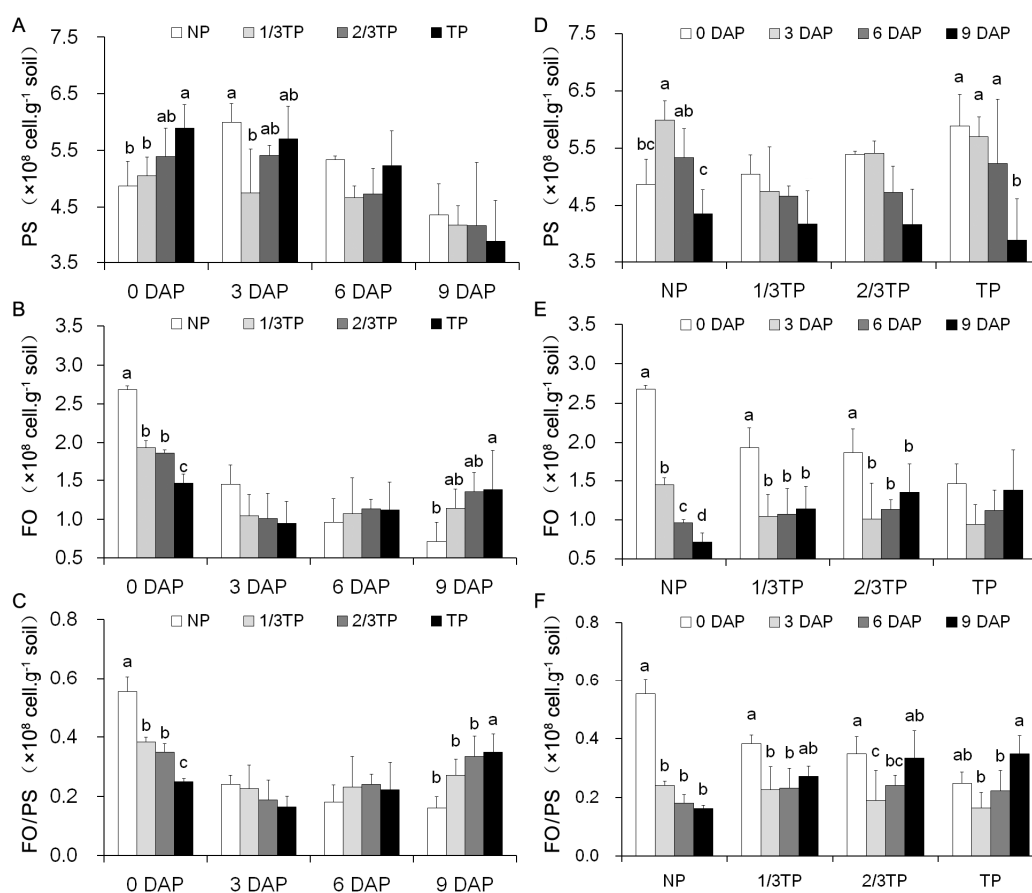 A
NP 1/3TP 2/3TP TP
PS （×10⁸ cell.g⁻¹ soil）
7.5
6.5
5.5
4.5
3.5
b b ab a
a b ab ab
0 DAP 3 DAP 6 DAP 9 DAP
B
NP 1/3TP 2/3TP TP
FO （×10⁸ cell.g⁻¹ soil）
3.5
3.0
2.5
2.0
1.5
1.0
0.5
a b b c
b ab ab a
0 DAP 3 DAP 6 DAP 9 DAP
C
NP 1/3TP 2/3TP TP
FO/PS （×10⁸ cell.g⁻¹ soil）
0.8
0.6
0.4
0.2
0.0
a b b c
b b b a
0 DAP 3 DAP 6 DAP 9 DAP
D
0 DAP 3 DAP 6 DAP 9 DAP
PS （×10⁸ cell.g⁻¹ soil）
7.5
6.5
5.5
4.5
3.5
bc a ab c
a a a b
NP 1/3TP 2/3TP TP
E
0 DAP 3 DAP 6 DAP 9 DAP
FO （×10⁸ cell.g⁻¹ soil）
3.5
3.0
2.5
2.0
1.5
1.0
0.5
a b c d
a b b b
a b b b
NP 1/3TP 2/3TP TP
F
0 DAP 3 DAP 6 DAP 9 DAP
FO/PS （×10⁸ cell.g⁻¹ soil）
0.8
0.6
0.4
0.2
0.0
a b b b
a b b ab
a c bc ab
ab b b a
NP 1/3TP 2/3TP TP